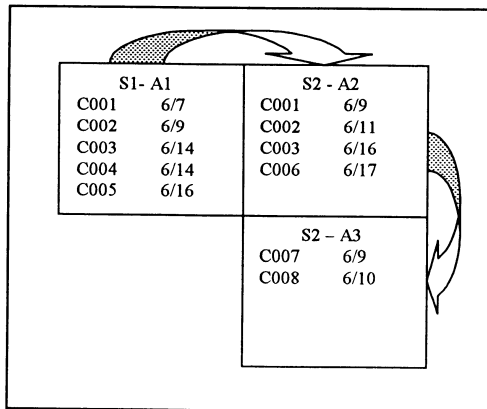 S1- A1
C001 6/7
C002 6/9
C003 6/14
C004 6/14
C005 6/16
S2 - A2
C001 6/9
C002 6/11
C003 6/16
C006 6/17
S2 – A3
C007 6/9
C008 6/10